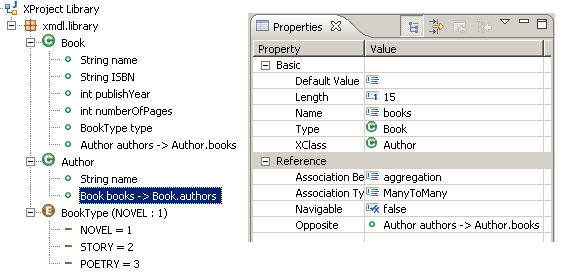 XProject Library
xmdl.library
Book
String name
String ISBN
int publishYear
int numberOfPages
BookType type
Author authors -> Author.books
Author
String name
Book books -> Book.authors
BookType (NOVEL : 1)
NOVEL = 1
STORY = 2
POETRY = 3
Properties
Property Value
Basic
Default Value
Length 15
Name books
Type Book
XClass Author
Reference
Association Be aggregation
Association Ty ManyToMany
Navigable false
Opposite Author authors -> Author.books